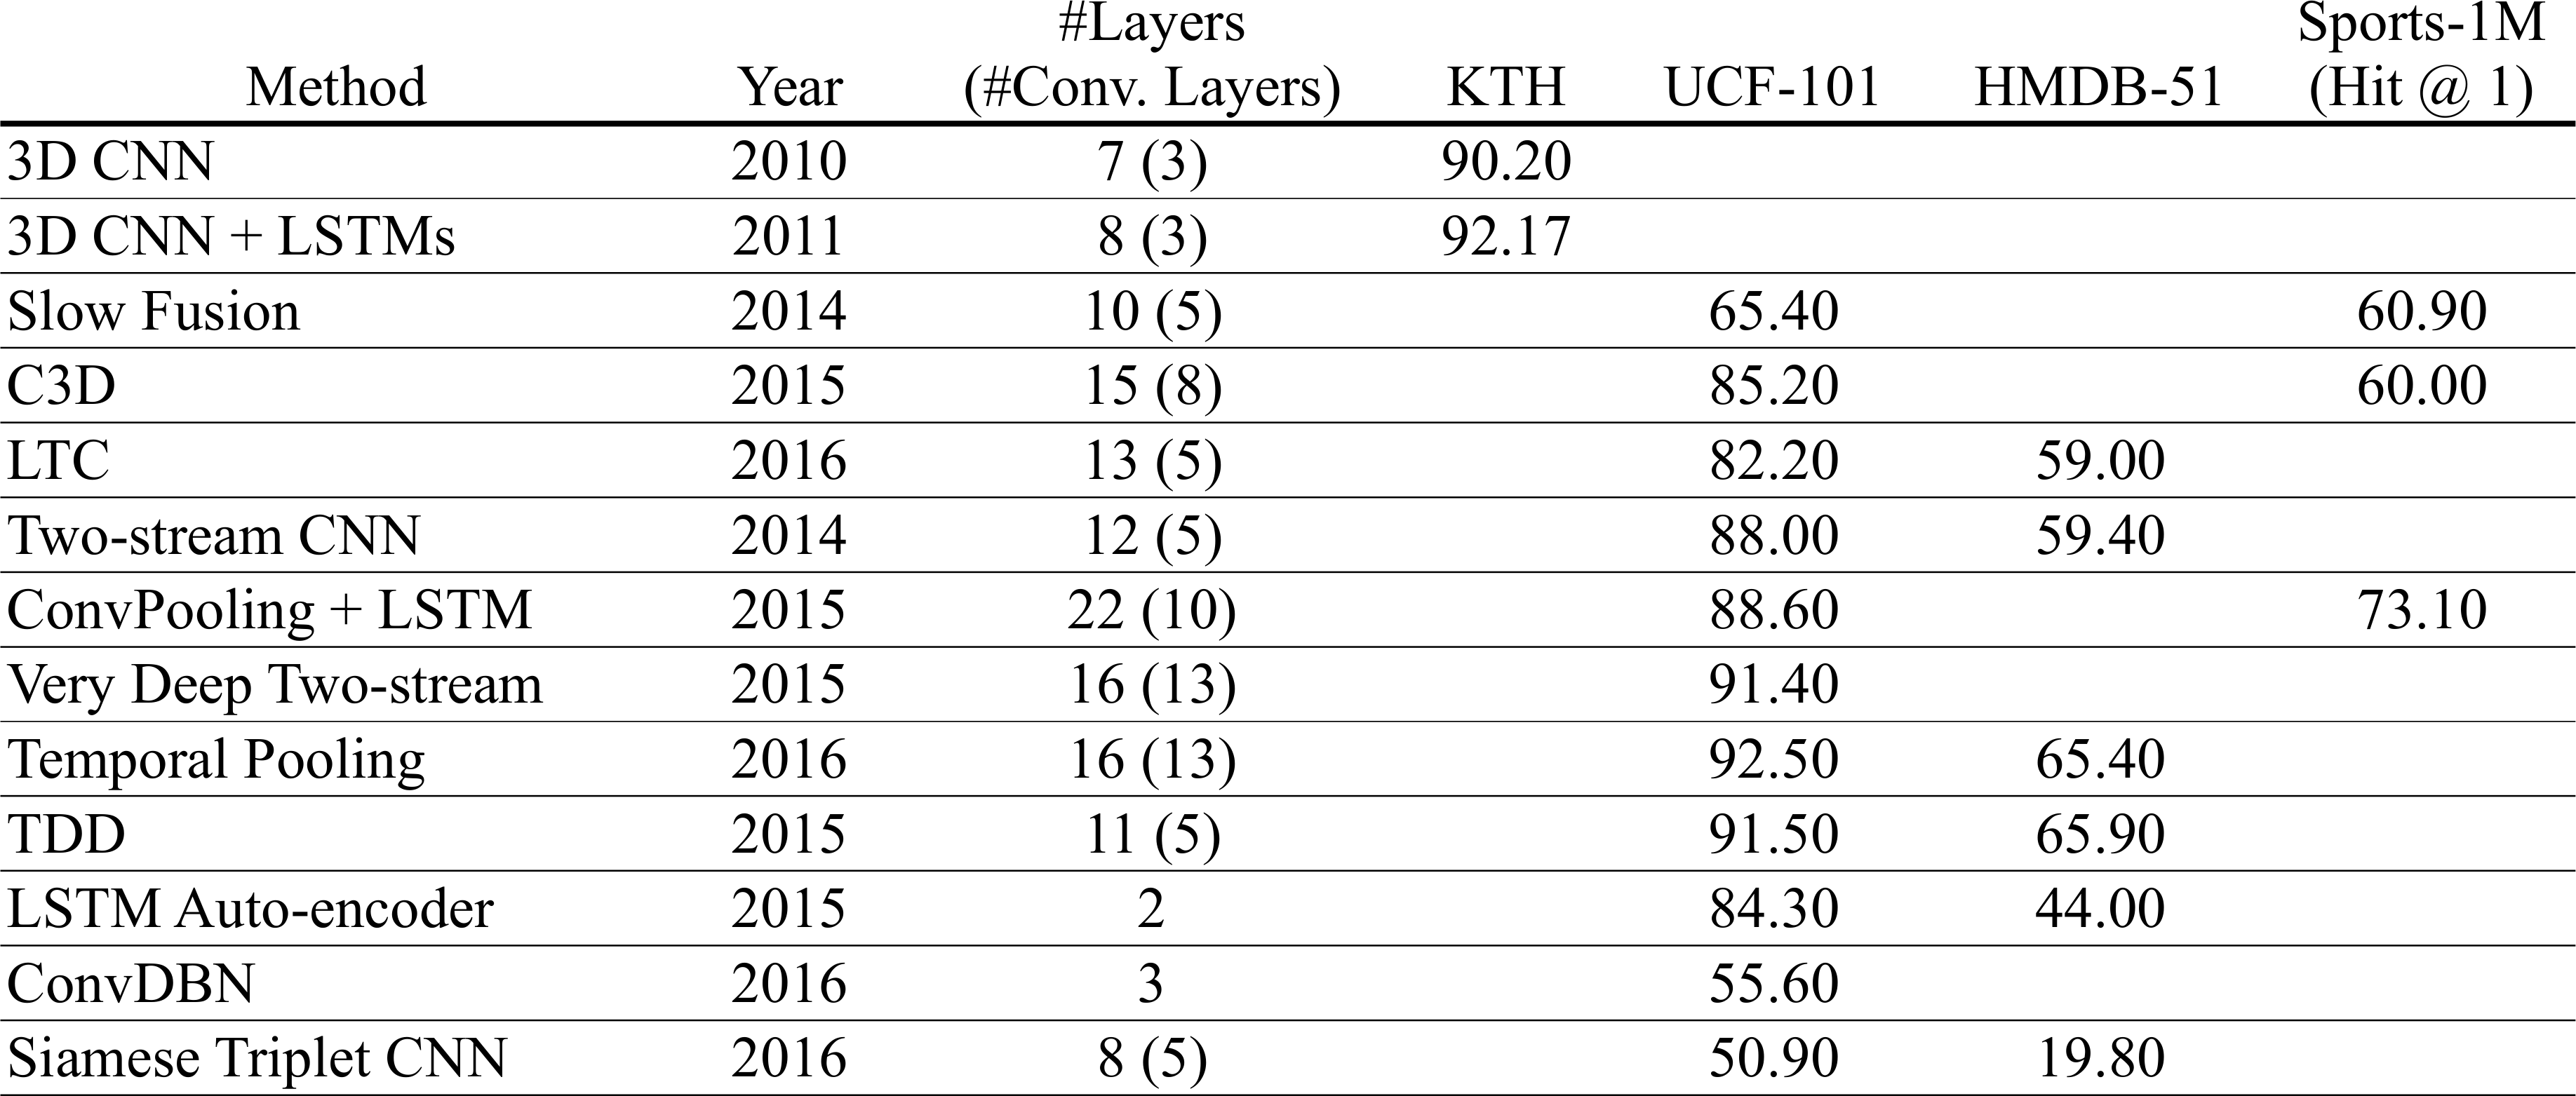 #Layers Sports-1M
Method Year (#Conv. Layers) KTH UCF-101 HMDB-51 (Hit @ 1)
3D CNN 2010 7 (3) 90.20
3D CNN + LSTMs 2011 8 (3) 92.17
Slow Fusion 2014 10 (5) 65.40 60.90
C3D 2015 15 (8) 85.20 60.00
LTC 2016 13 (5) 82.20 59.00
Two-stream CNN 2014 12 (5) 88.00 59.40
ConvPooling + LSTM 2015 22 (10) 88.60 73.10
Very Deep Two-stream 2015 16 (13) 91.40
Temporal Pooling 2016 16 (13) 92.50 65.40
TDD 2015 11 (5) 91.50 65.90
LSTM Auto-encoder 2015 2 84.30 44.00
ConvDBN 2016 3 55.60
Siamese Triplet CNN 2016 8 (5) 50.90 19.80